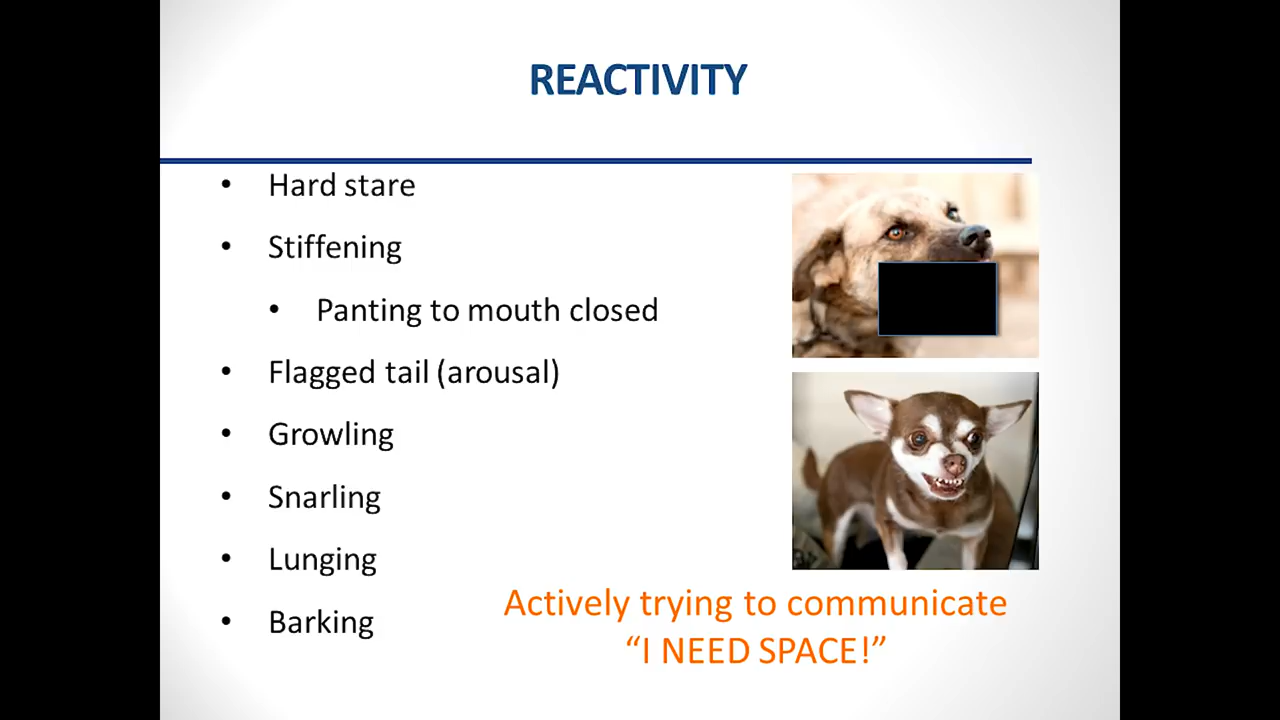 REACTIVITY
• Hard stare
• Stiffening
• Panting to mouth closed
• Flagged tail (arousal)
• Growling
• Snarling
• Lunging
• Barking
Actively trying to communicate
“I NEED SPACE!”